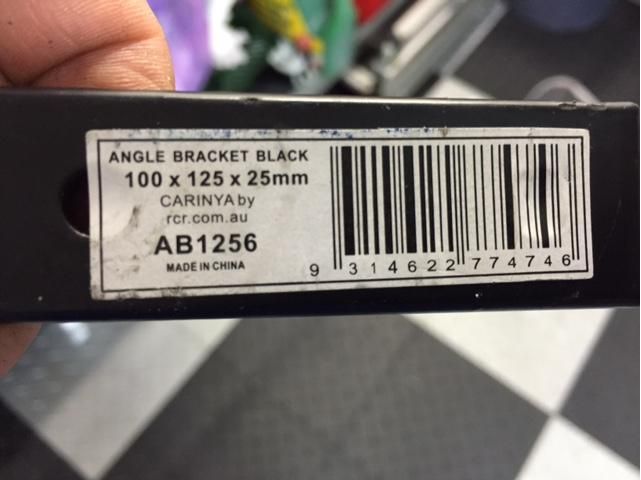 ANGLE BRACKET BLACK
100 x 125 x 25mm
CARINYA by
rcr.com.au
AB1256
MADE IN CHINA
9 314622 774746